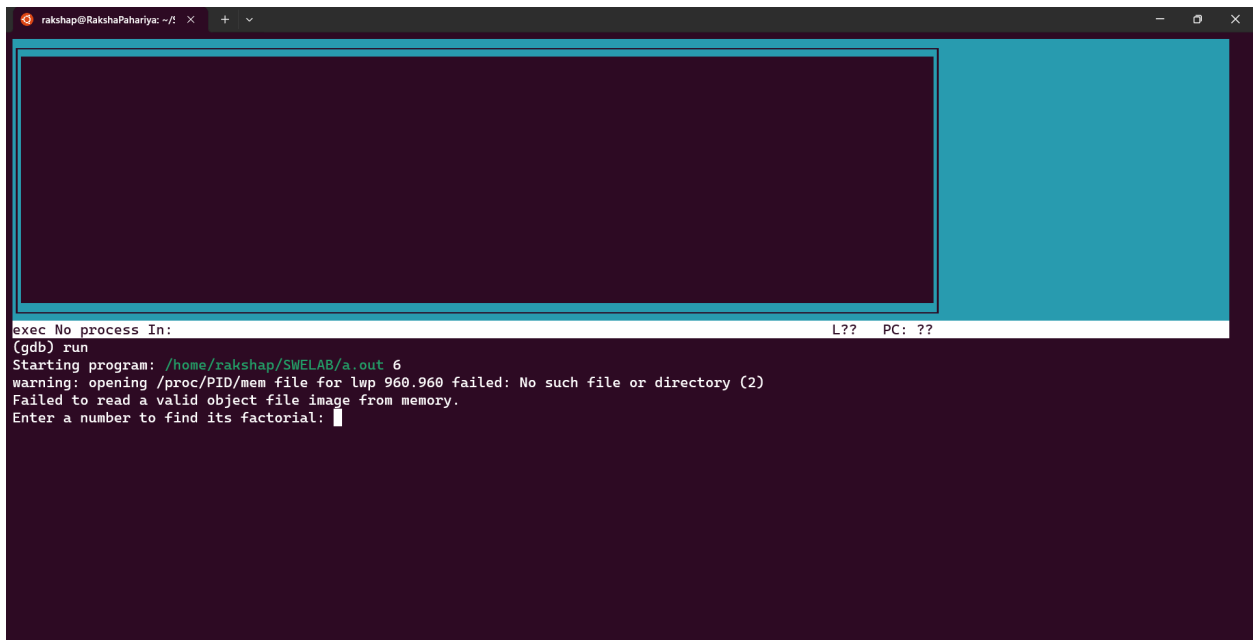 rakshap@RakshaPahariya: ~/!
exec No process In: L?? PC: ??
(gdb) run
Starting program: /home/rakshap/SWELAB/a.out 6
warning: opening /proc/PID/mem file for lwp 960.960 failed: No such file or directory (2)
Failed to read a valid object file image from memory.
Enter a number to find its factorial: